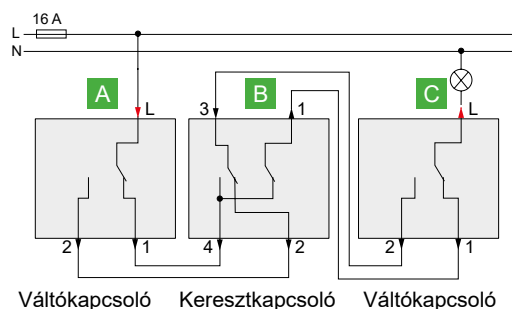 16 A
L
N
A
B
C
L
3
1
L
2
1
4
2
2
1
Váltókapcsoló
Keresztkapcsoló
Váltókapcsoló